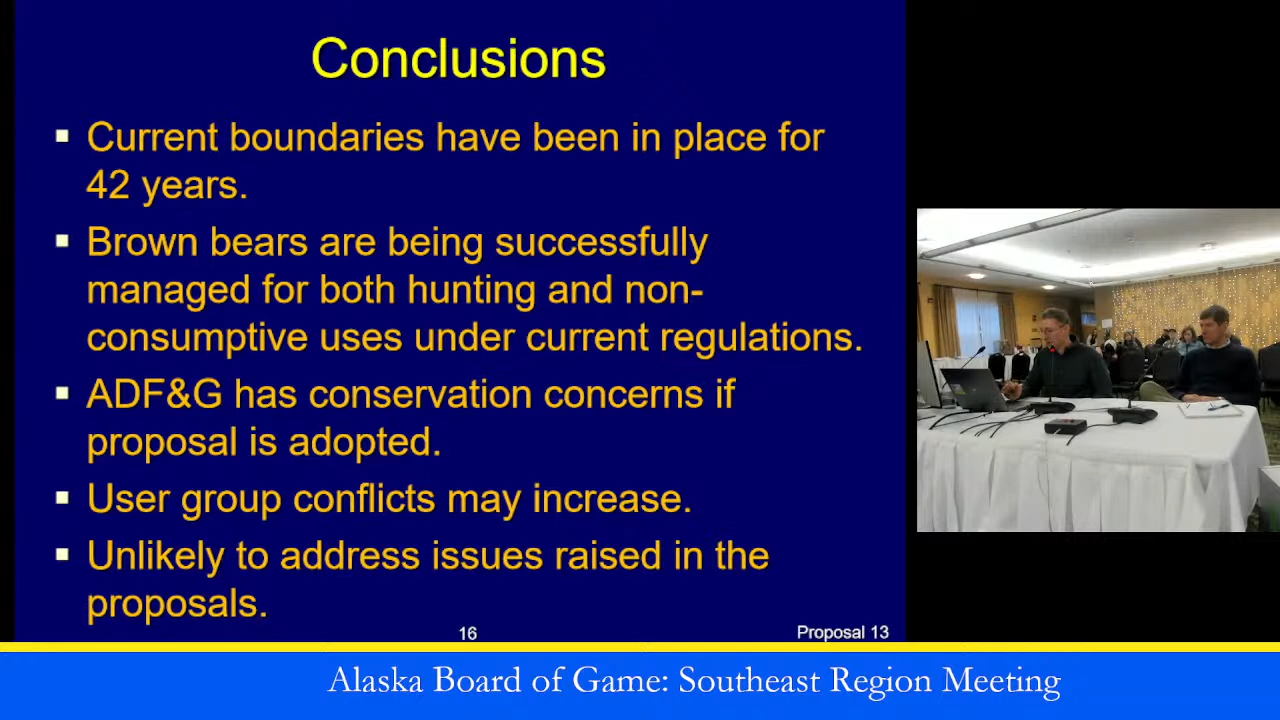 Conclusions
▪ Current boundaries have been in place for
42 years.
▪ Brown bears are being successfully
managed for both hunting and non-
consumptive uses under current regulations.
▪ ADF&G has conservation concerns if
proposal is adopted.
▪ User group conflicts may increase.
▪ Unlikely to address issues raised in the
proposals.
16
Proposal 13
Alaska Board of Game: Southeast Region Meeting